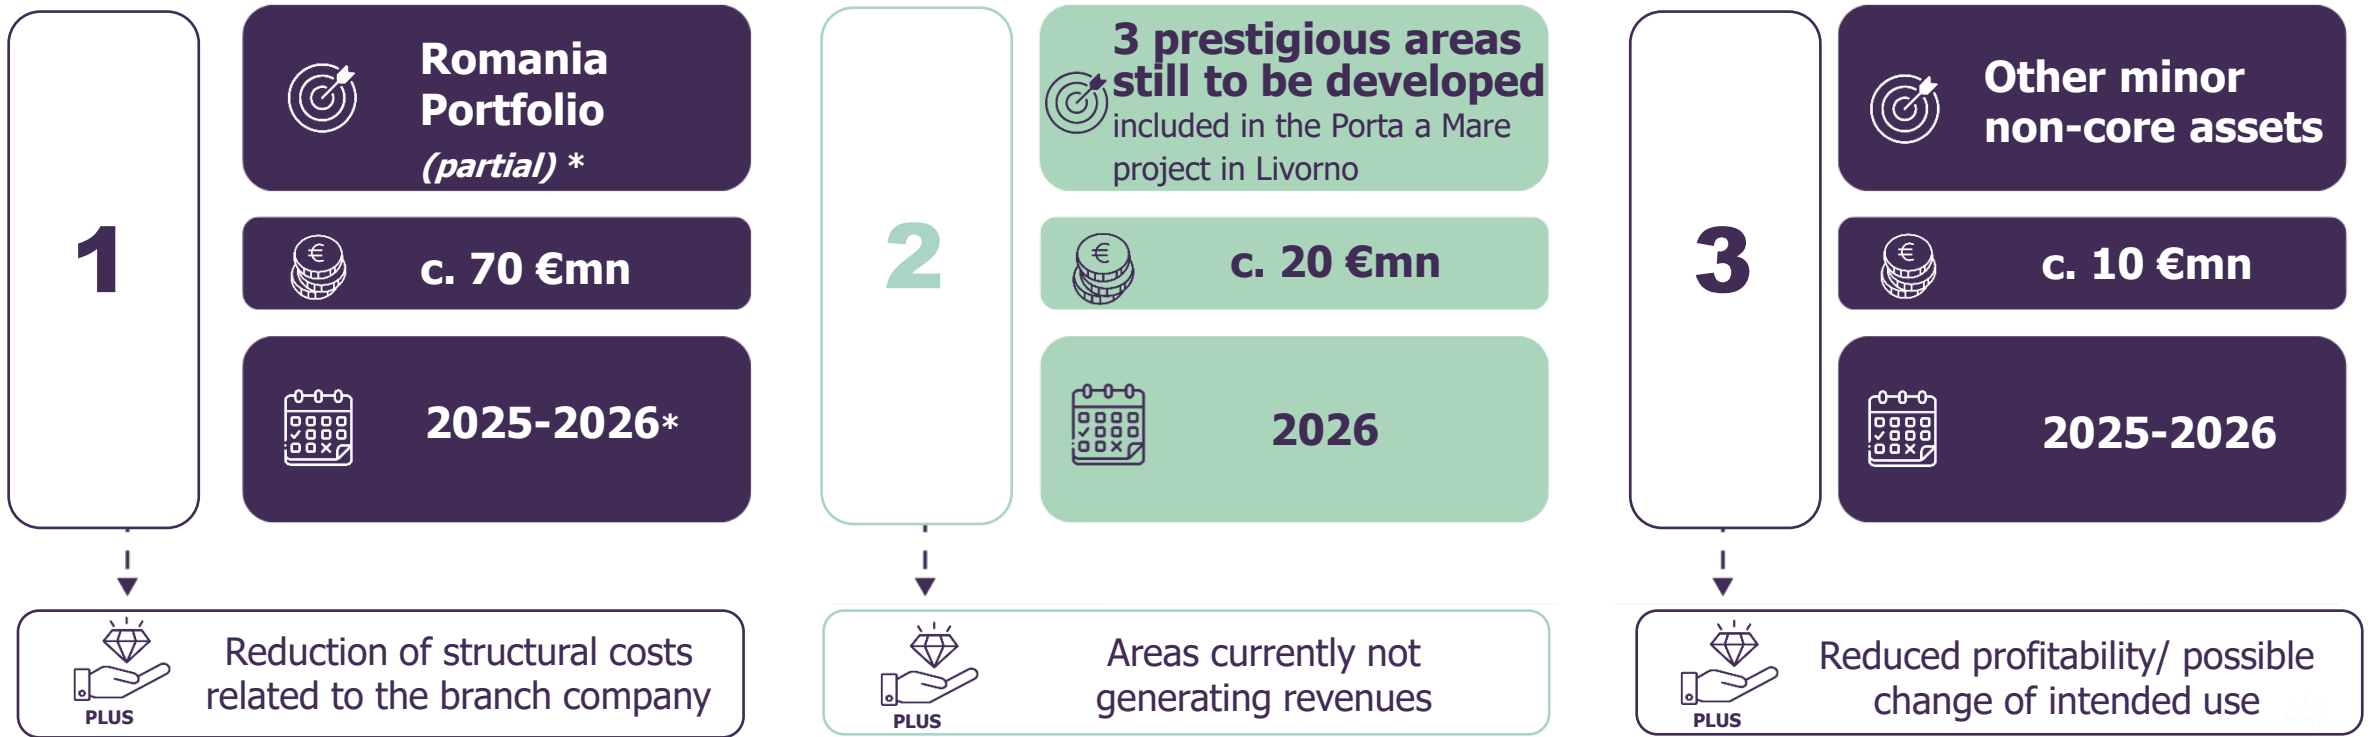 1
Romania
Portfolio
(partial) *
c. 70 €mn
2025-2026*
PLUS
Reduction of structural costs
related to the branch company
2
3 prestigious areas
still to be developed
included in the Porta a Mare
project in Livorno
c. 20 €mn
2026
PLUS
Areas currently not
generating revenues
3
Other minor
non-core assets
c. 10 €mn
2025-2026
PLUS
Reduced profitability/ possible
change of intended use